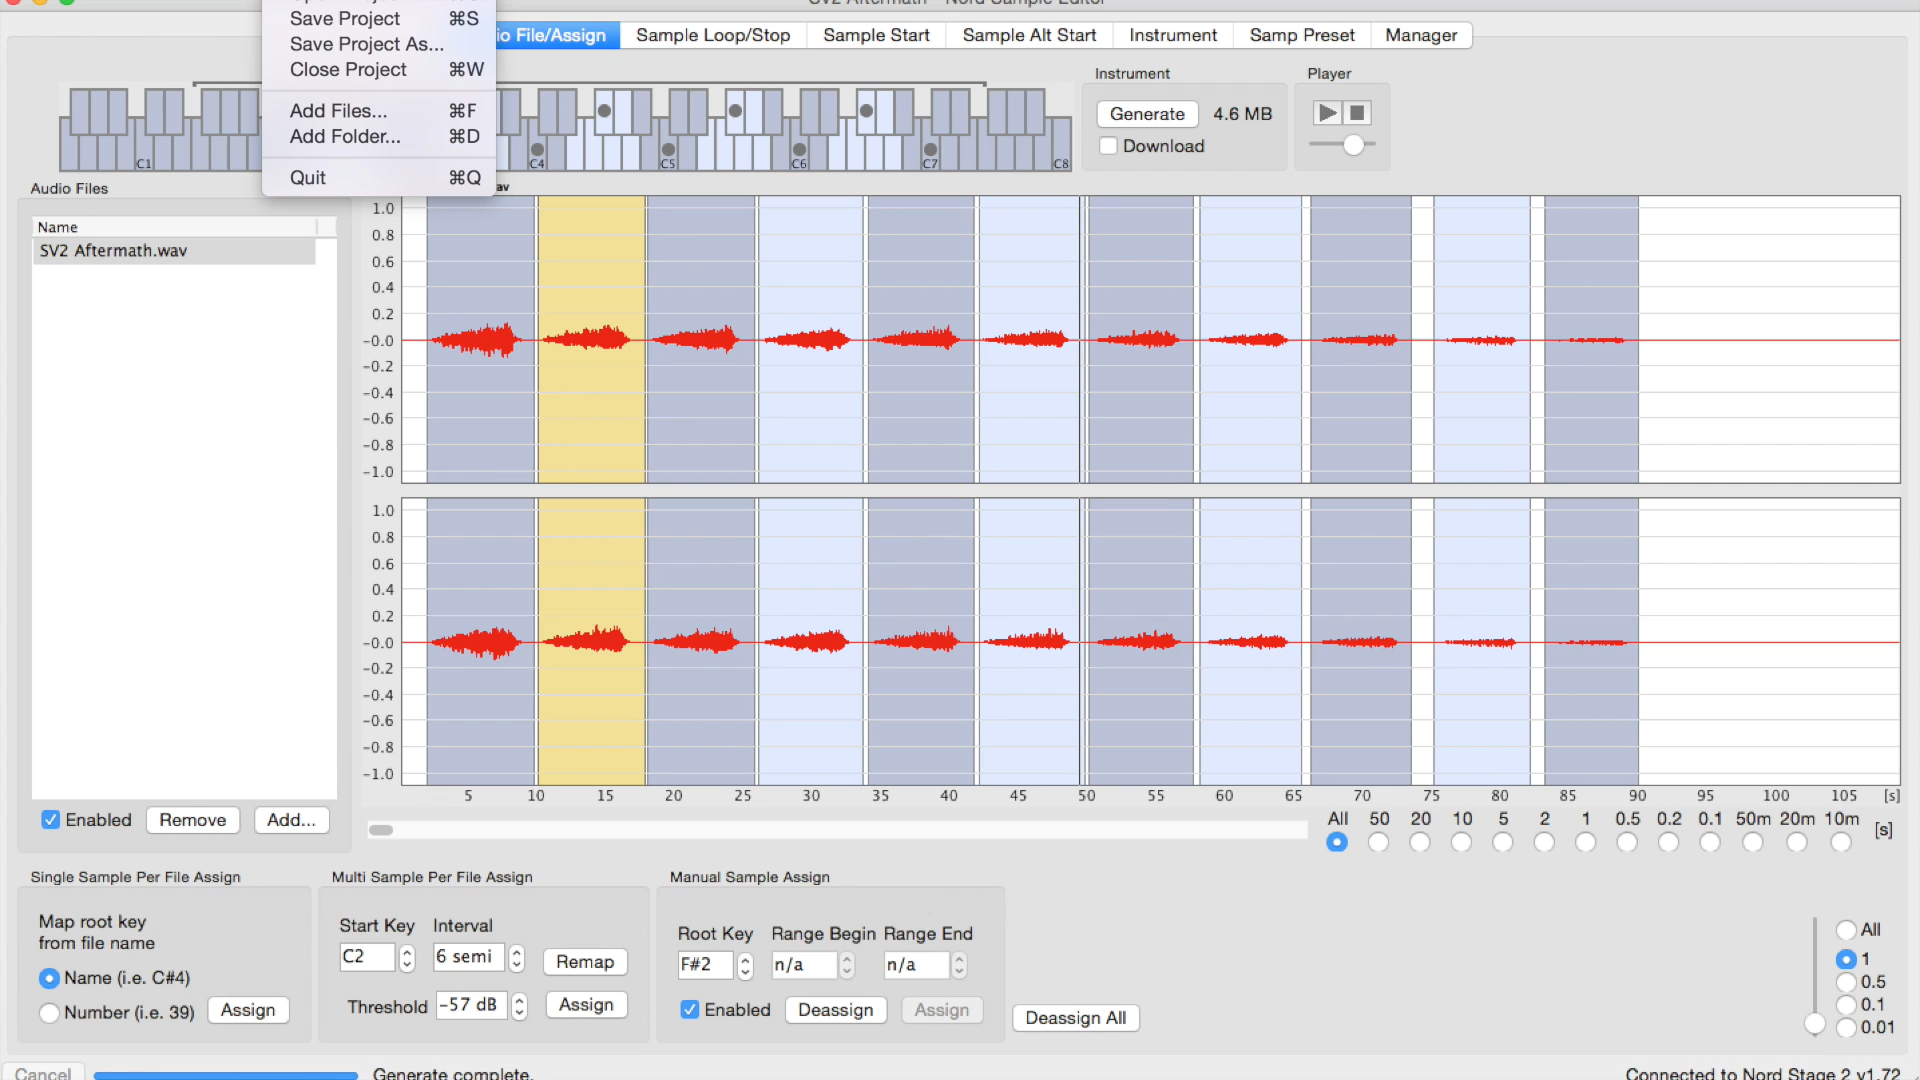 SV2 Aftermath - Nord Sample Editor
Save Project ⌘S
Save Project As...
Close Project ⌘W
Add Files... ⌘F
Add Folder... ⌘D
Quit ⌘Q
io File/Assign
Sample Loop/Stop
Sample Start
Sample Alt Start
Instrument
Samp Preset
Manager
Instrument
Generate 4.6 MB
Download
Player
C1 C4 C5 C6 C7 C8
Audio Files
av
Name
SV2 Aftermath.wav
1.0
0.8
0.6
0.4
0.2
-0.0
-0.2
-0.4
-0.6
-0.8
-1.0
1.0
0.8
0.6
0.4
0.2
-0.0
-0.2
-0.4
-0.6
-0.8
-1.0
5 10 15 20 25 30 35 40 45 50 55 60 65 70 75 80 85 90 95 100 105 [s]
Enabled Remove Add...
All 50 20 10 5 2 1 0.5 0.2 0.1 50m 20m 10m [s]
Single Sample Per File Assign
Map root key
from file name
Name (i.e. C#4)
Number (i.e. 39) Assign
Multi Sample Per File Assign
Start Key Interval
C2 6 semi Remap
Threshold -57 dB Assign
Manual Sample Assign
Root Key Range Begin Range End
F#2 n/a n/a
Enabled Deassign Assign
Deassign All
All
1
0.5
0.1
0.01
Cancel Generate complete. Connected to Nord Stage 2 v1.72